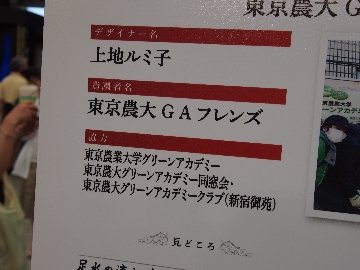 東京農大G
デザイナー名
上地ルミ子
造園者名
東京農大GAフレンズ
協力
東京農業大学グリーンアカデミー
東京農大グリーンアカデミー同窓会・
東京農大グリーンアカデミークラブ(新宿御苑)
見どころ